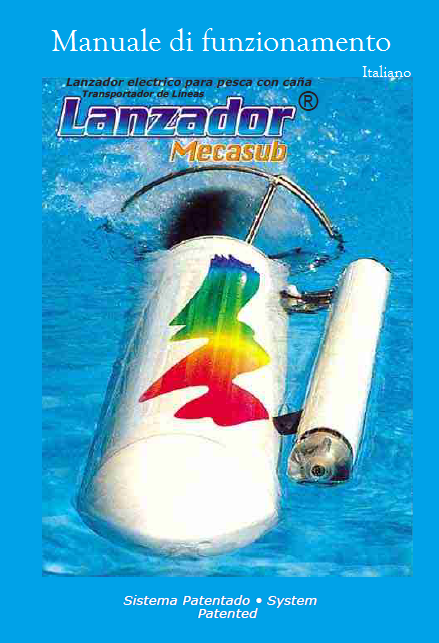 Manuale di funzionamento
Italiano
Lanzador electrico para pesca con caña
Transportador de Lineas
Lanzador ®
Mecasub
Sistema Patentado • System
Patented